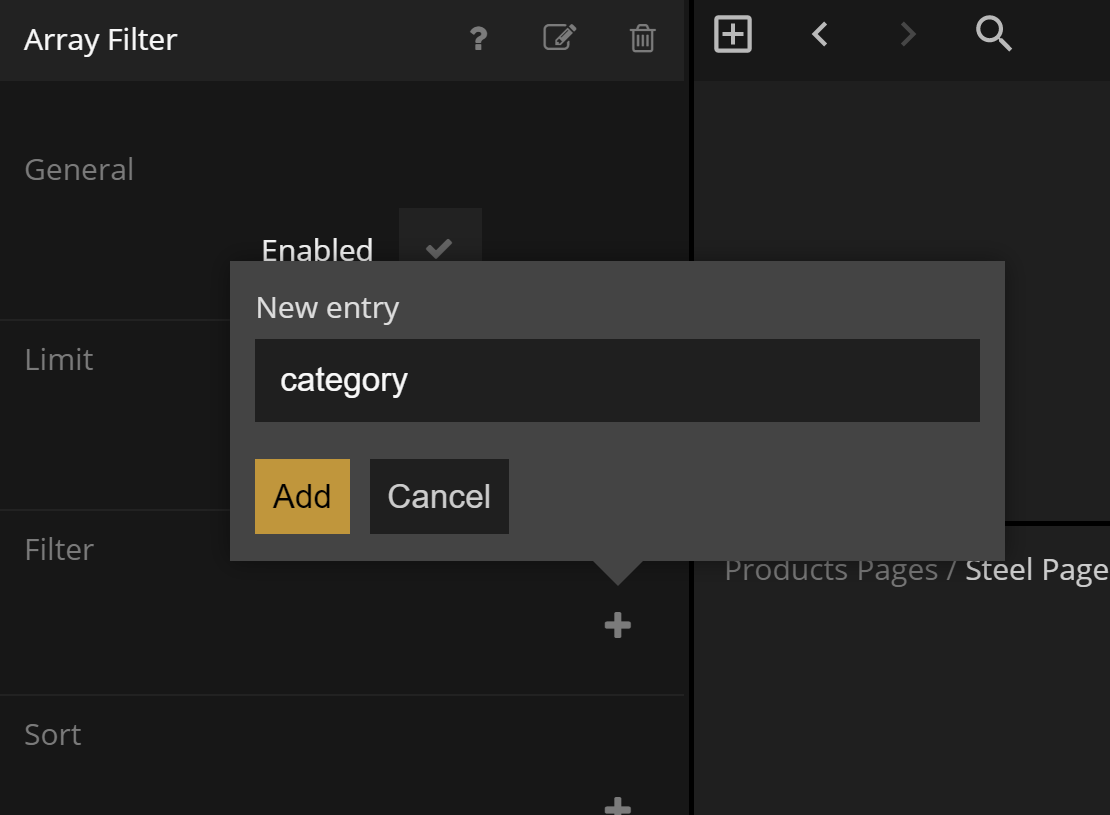 Array Filter
?
General
Enabled
New entry
category
Add
Cancel
Limit
Filter
Sort
Products Pages / Steel Page